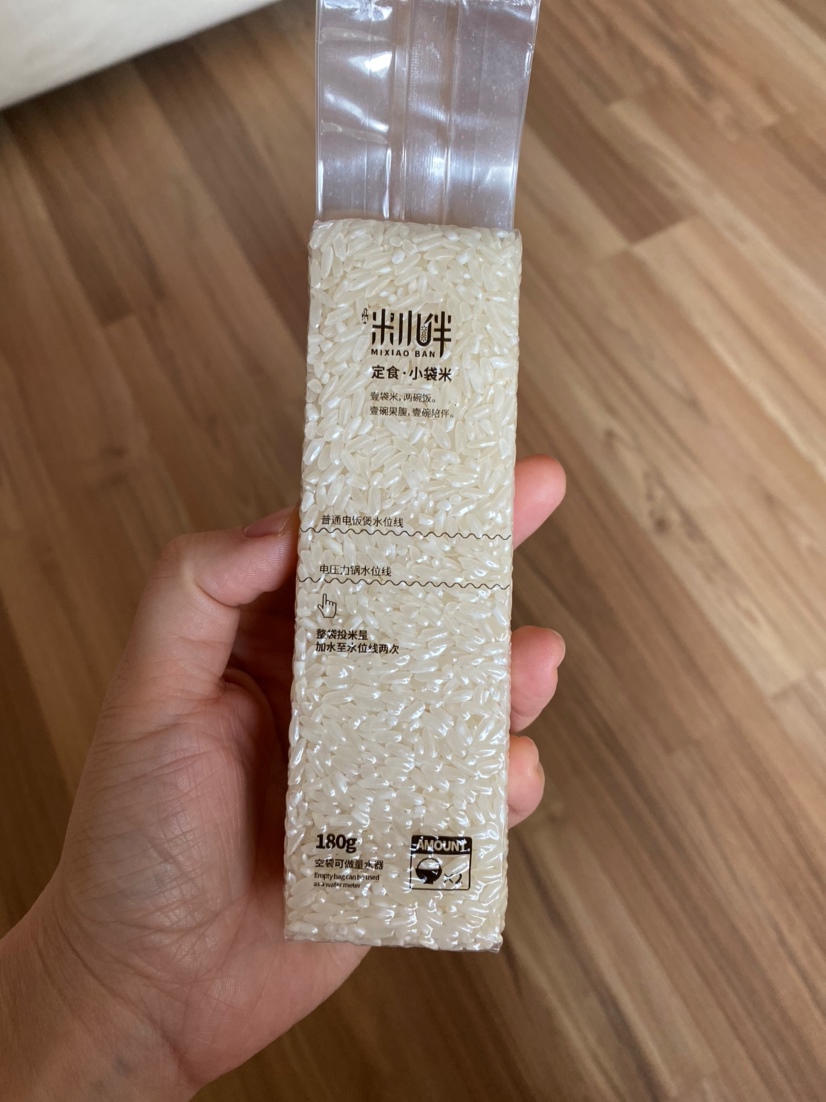 米小伴
MIXIAO BAN
定食·小袋米
壹袋米,两碗饭。
壹碗果腹,壹碗陪伴。
普通电饭煲水位线
电压力锅水位线
整袋投米量
加水至水位线两次
180g
空袋可做量水器
Empty bag can be used
as a water meter
AMOUNT
×2